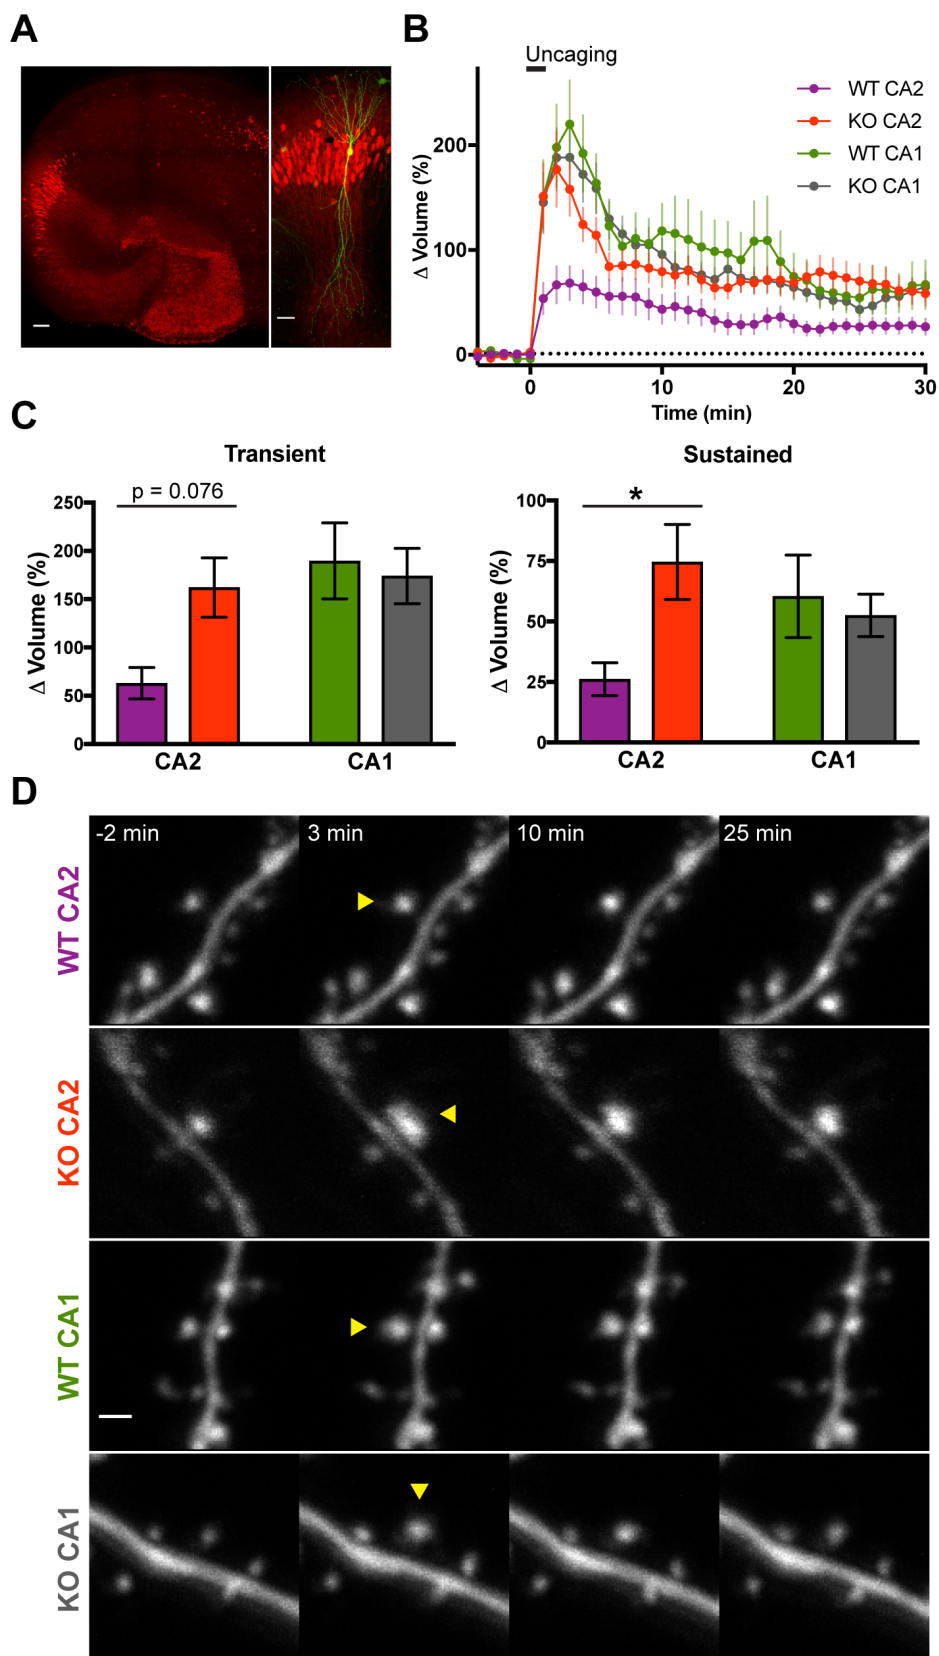 A
B
Uncaging
WT CA2
KO CA2
WT CA1
KO CA1
Δ Volume (%)
200
100
0
0
10
20
30
Time (min)
C
Transient
p = 0.076
Δ Volume (%)
250
200
150
100
50
0
CA2
CA1
Sustained
*
Δ Volume (%)
100
75
50
25
0
CA2
CA1
D
-2 min
3 min
10 min
25 min
WT CA2
KO CA2
WT CA1
KO CA1